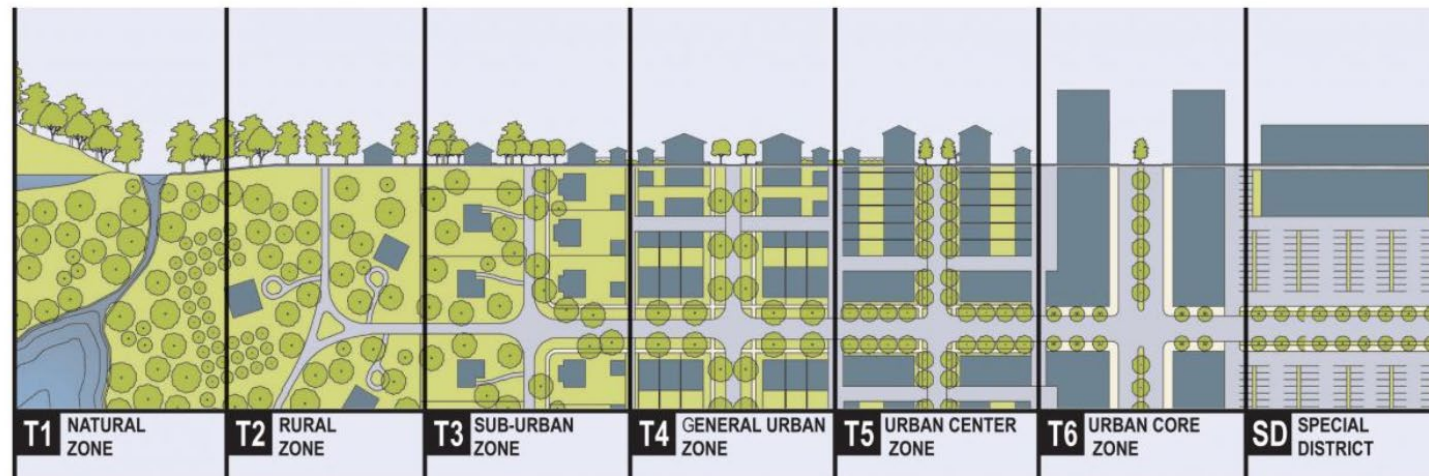 T1 NATURAL
ZONE
T2 RURAL
ZONE
T3 SUB-URBAN
ZONE
T4 GENERAL URBAN
ZONE
T5 URBAN CENTER
ZONE
T6 URBAN CORE
ZONE
SD SPECIAL
DISTRICT